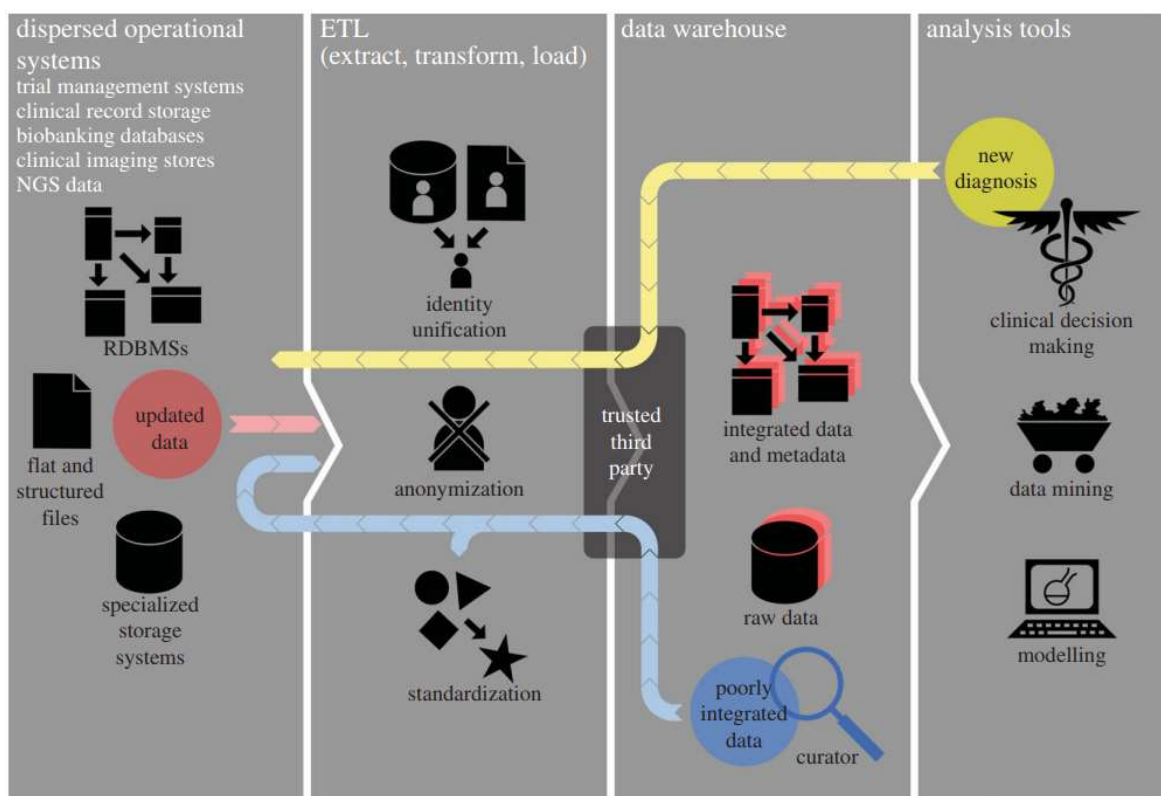 dispersed operational
systems
trial management systems
clinical record storage
biobanking databases
clinical imaging stores
NGS data
RDBMSs
updated
data
flat and
structured
files
specialized
storage
systems
ETL
(extract, transform, load)
identity
unification
anonymization
standardization
trusted
third
party
data warehouse
integrated data
and metadata
raw data
poorly
integrated
data
curator
analysis tools
new
diagnosis
clinical decision
making
data mining
modelling